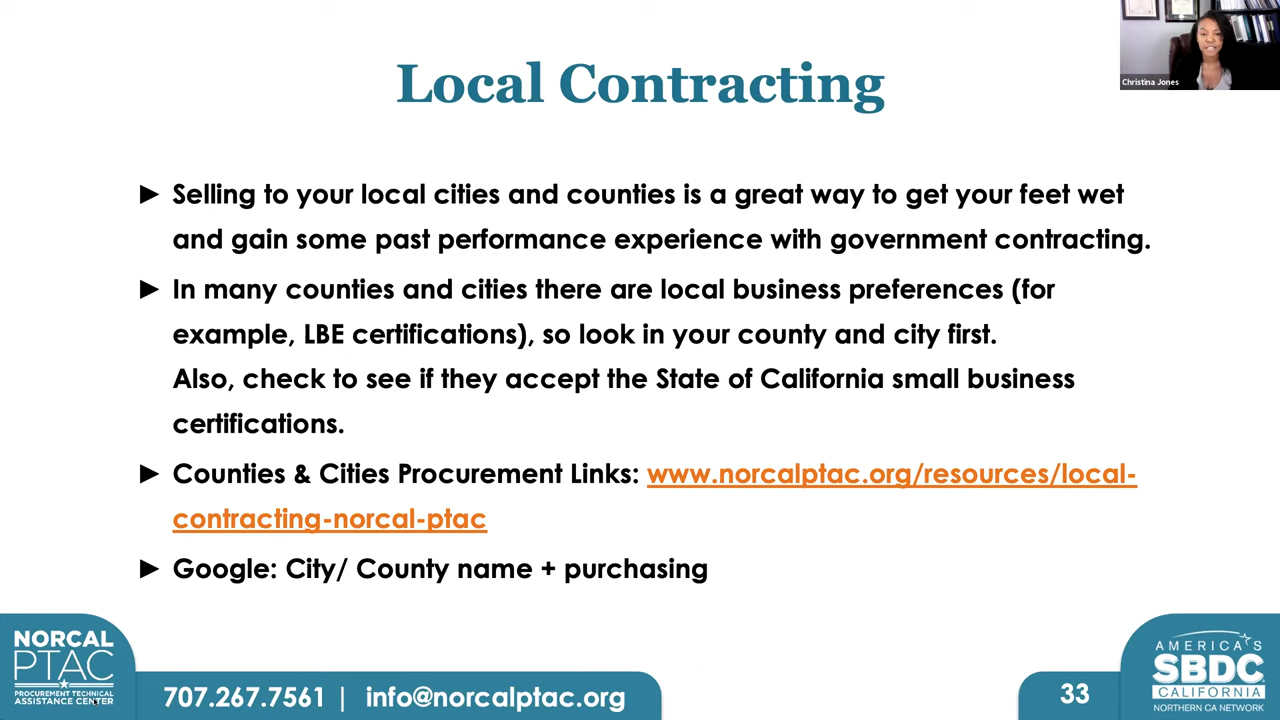 Local Contracting
Christina Jones
► Selling to your local cities and counties is a great way to get your feet wet
and gain some past performance experience with government contracting.
► In many counties and cities there are local business preferences (for
example, LBE certifications), so look in your county and city first.
Also, check to see if they accept the State of California small business
certifications.
► Counties & Cities Procurement Links: www.norcalptac.org/resources/local-
contracting-norcal-ptac
► Google: City/ County name + purchasing
NORCAL
PTAC
PROCUREMENT TECHNICAL
ASSISTANCE CENTER
707.267.7561 | info@norcalptac.org
33
AMERICA'S
SBDC
CALIFORNIA
NORTHERN CA NETWORK